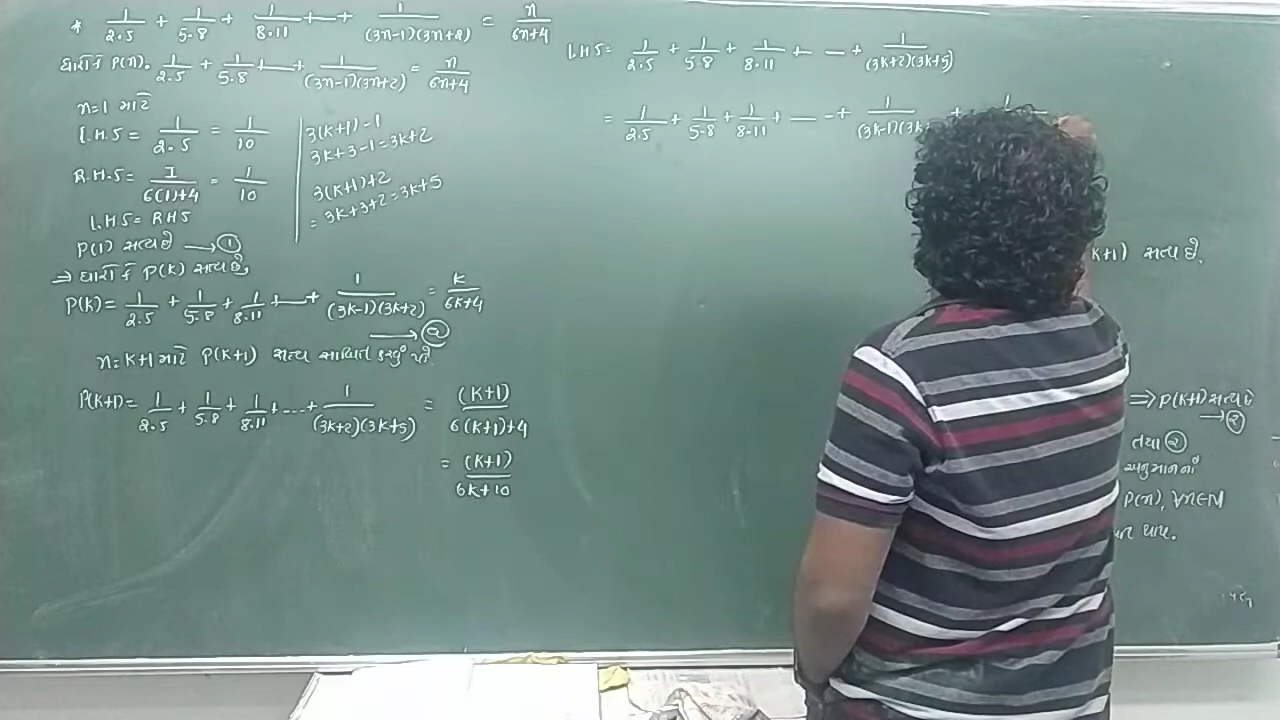 * 1/2.5 + 1/5.8 + 1/8.11 + — + 1/(3n-1)(3n+2) = n/6n+4
ધારોકે P(n). 1/2.5 + 1/5.8 + — + 1/(3n-1)(3n+2) = n/6n+4
n=1 માટે
L.H.S = 1/2.5 = 1/10
R.H.S = 1/6(1)+4 = 1/10
L.HS = RHS
P(1) સત્ય છે → ①
⇒ ધારો કે P(k) સત્ય છે,
P(k) = 1/2.5 + 1/5.8 + 1/8.11 + — + 1/(3k-1)(3k+2) = k/6k+4
→ ②
n=k+1 માટે P(k+1) સત્ય સાબિત કરવું પડે
P(k+1) = 1/2.5 + 1/5.8 + 1/8.11 + ... + 1/(3k+2)(3k+5) = (k+1)/6(k+1)+4
= (k+1)/6k+10
3(k+1)-1
3k+3-1=3k+2
3(k+1)+2
= 3k+3+2=3k+5
L.HS = 1/2.5 + 1/5.8 + 1/8.11 + — — + 1/(3k+2)(3k+5)
= 1/2.5 + 1/5.8 + 1/8.11 + — - + 1/(3k-1)(3k + 1
k+1) સત્ય છે.
⇒ P(k+1) સત્ય છે
→ ②
તથા ②
અનુમાનના
P(n), ∀n∈N
થાય.